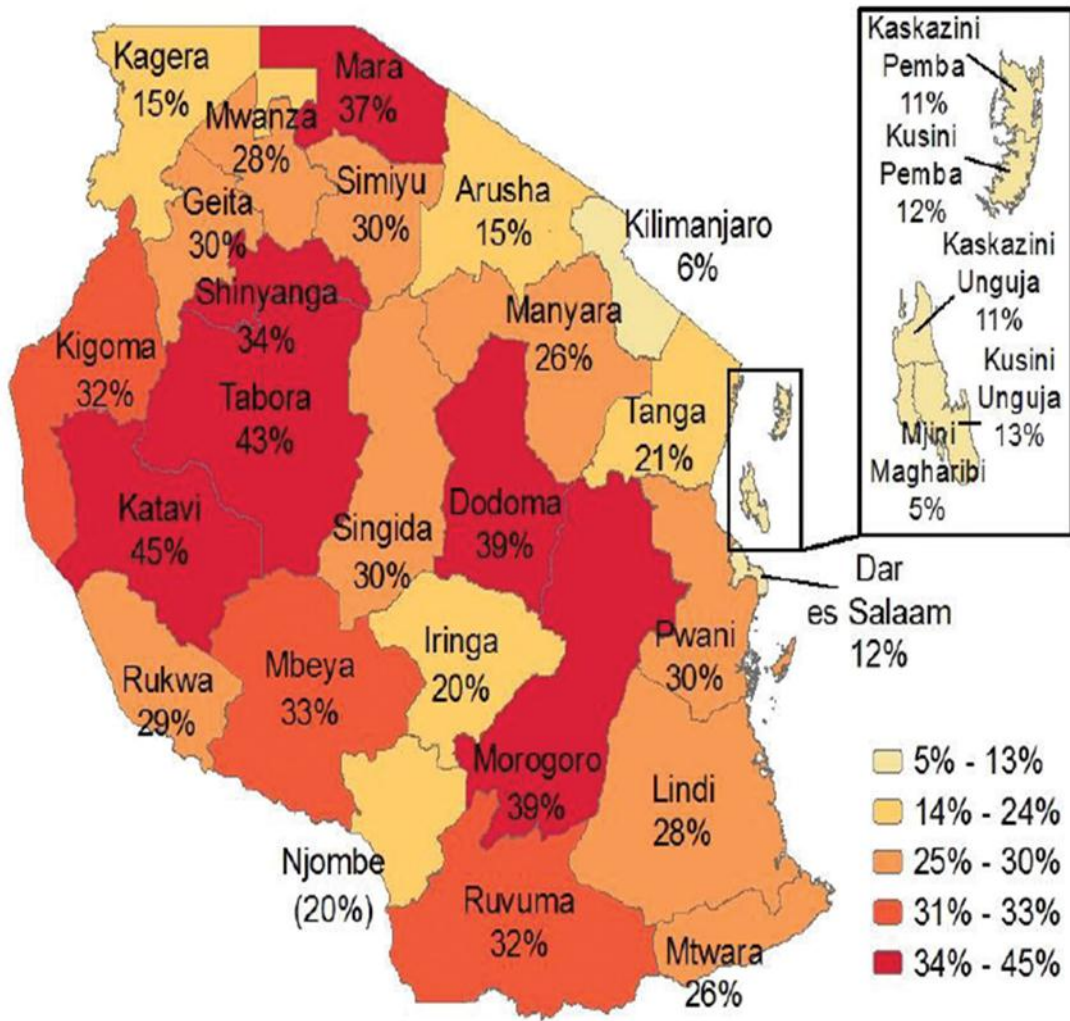 Kagera
15%
Mara
37%
Mwanza
28%
Geita
30%
Simiyu
30%
Arusha
15%
Kilimanjaro
6%
Shinyanga
34%
Kigoma
32%
Tabora
43%
Manyara
26%
Tanga
21%
Katavi
45%
Singida
30%
Dodoma
39%
Dar
es Salaam
12%
Pwani
30%
Rukwa
29%
Mbeya
33%
Iringa
20%
Morogoro
39%
Lindi
28%
Njombe
(20%)
Ruvuma
32%
Mtwara
26%
Kaskazini
Pemba
11%
Kusini
Pemba
12%
Kaskazini
Unguja
11%
Kusini
Unguja
13%
Mjini
Magharibi
5%
5% - 13%
14% - 24%
25% - 30%
31% - 33%
34% - 45%